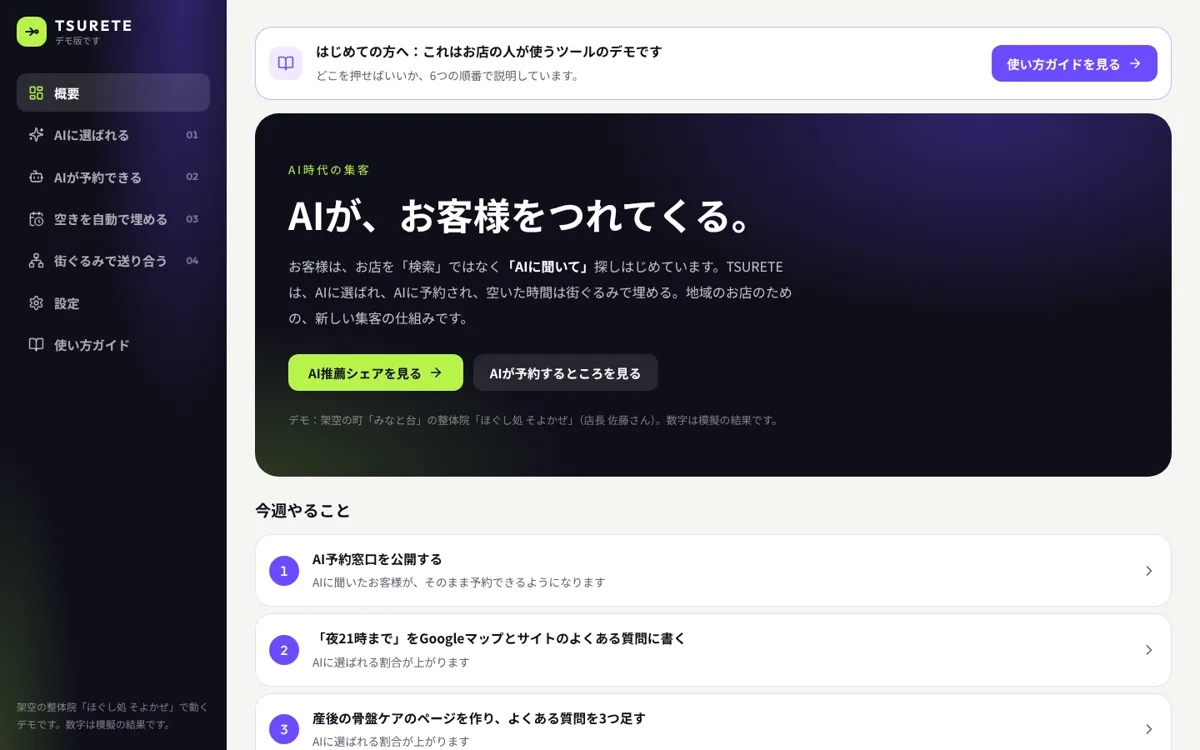 TSURETE
デモ版です
概要
AIに選ばれる 01
AIが予約できる 02
空きを自動で埋める 03
街ぐるみで送り合う 04
設定
使い方ガイド
架空の整体院「ほぐし処 そよかぜ」で動く
デモです。数字は模擬の結果です。
はじめての方へ：これはお店の人が使うツールのデモです
どこを押せばいいか、6つの順番で説明しています。
使い方ガイドを見る
AI時代の集客
AIが、お客様をつれてくる。
お客様は、お店を「検索」ではなく「AIに聞いて」探しはじめています。TSURETE
は、AIに選ばれ、AIに予約され、空いた時間は街ぐるみで埋める。地域のお店のため
の、新しい集客の仕組みです。
AI推薦シェアを見る
AIが予約するところを見る
デモ：架空の町「みなと台」の整体院「ほぐし処 そよかぜ」（店長 佐藤さん）。数字は模擬の結果です。
今週やること
1
AI予約窓口を公開する
AIに聞いたお客様が、そのまま予約できるようになります
2
「夜21時まで」をGoogleマップとサイトのよくある質問に書く
AIに選ばれる割合が上がります
3
産後の骨盤ケアのページを作り、よくある質問を3つ足す
AIに選ばれる割合が上がります